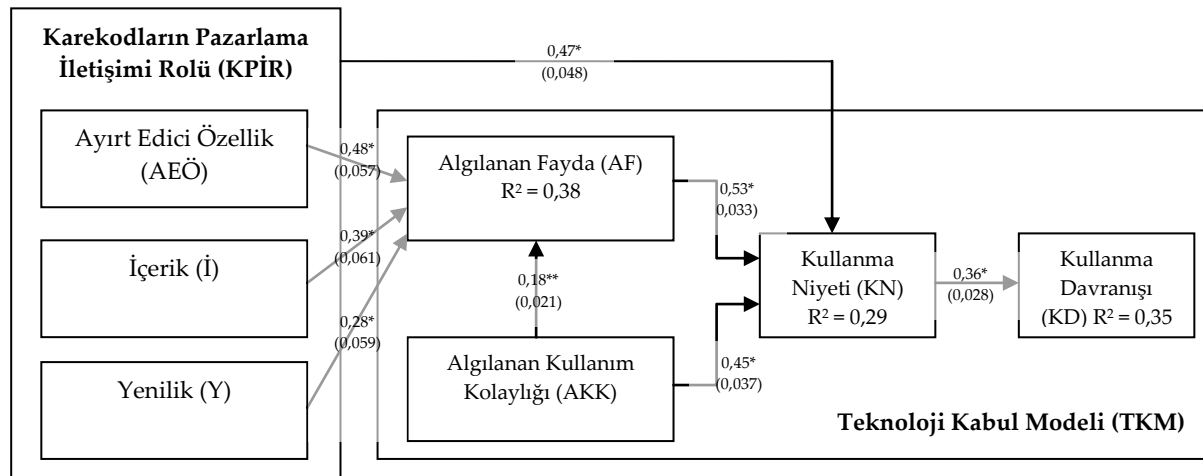 Karekodların Pazarlama
İletişimi Rolü (KPİR)
Ayırt Edici Özellik
(AEÖ)
İçerik (İ)
Yenilik (Y)
0,47*
(0,048)
0,48*
(0,057)
0,39*
(0,061)
0,28*
(0,059)
Algılanan Fayda (AF)
R² = 0,38
0,18**
(0,021)
Algılanan Kullanım
Kolaylığı (AKK)
0,53*
(0,033)
0,45*
(0,037)
Kullanma
Niyeti (KN)
R² = 0,29
0,36*
(0,028)
Kullanma
Davranışı
(KD) R² = 0,35
Teknoloji Kabul Modeli (TKM)